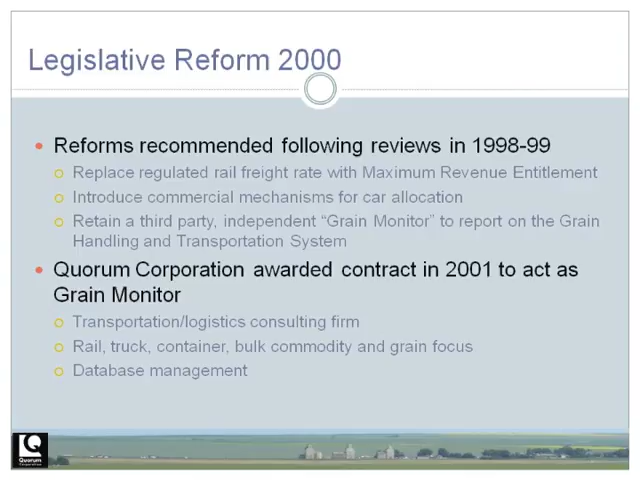 Legislative Reform 2000
Reforms recommended following reviews in 1998-99
Replace regulated rail freight rate with Maximum Revenue Entitlement
Introduce commercial mechanisms for car allocation
Retain a third party, independent “Grain Monitor” to report on the Grain
Handling and Transportation System
Quorum Corporation awarded contract in 2001 to act as
Grain Monitor
Transportation/logistics consulting firm
Rail, truck, container, bulk commodity and grain focus
Database management
Quorum
Corporation